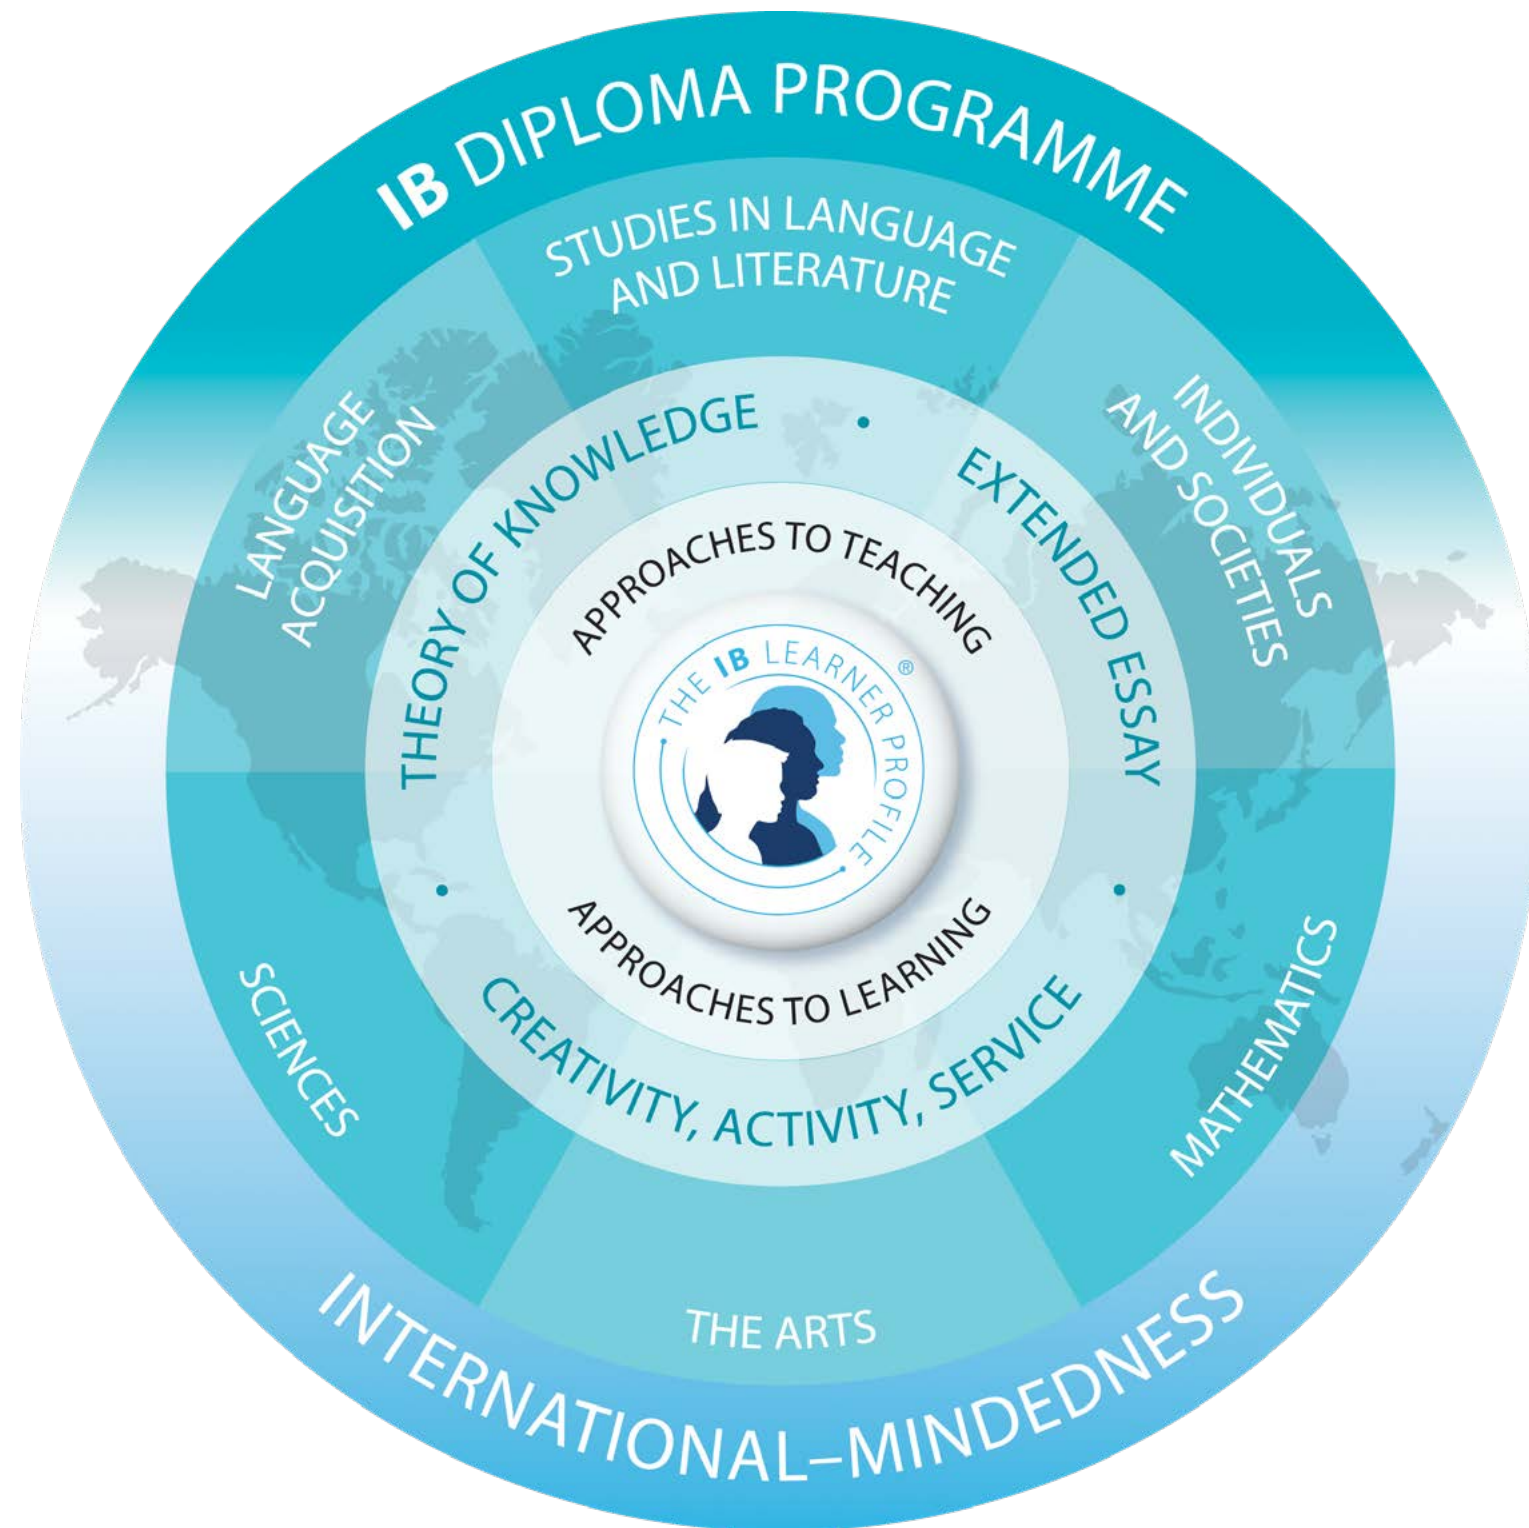 IB DIPLOMA PROGRAMME
STUDIES IN LANGUAGE
AND LITERATURE
LANGUAGE
ACQUISITION
INDIVIDUALS
AND SOCIETIES
THEORY OF KNOWLEDGE
•
EXTENDED ESSAY
•
•
APPROACHES TO TEACHING
THE IB LEARNER PROFILE
®
APPROACHES TO LEARNING
CREATIVITY, ACTIVITY, SERVICE
SCIENCES
MATHEMATICS
THE ARTS
INTERNATIONAL–MINDEDNESS